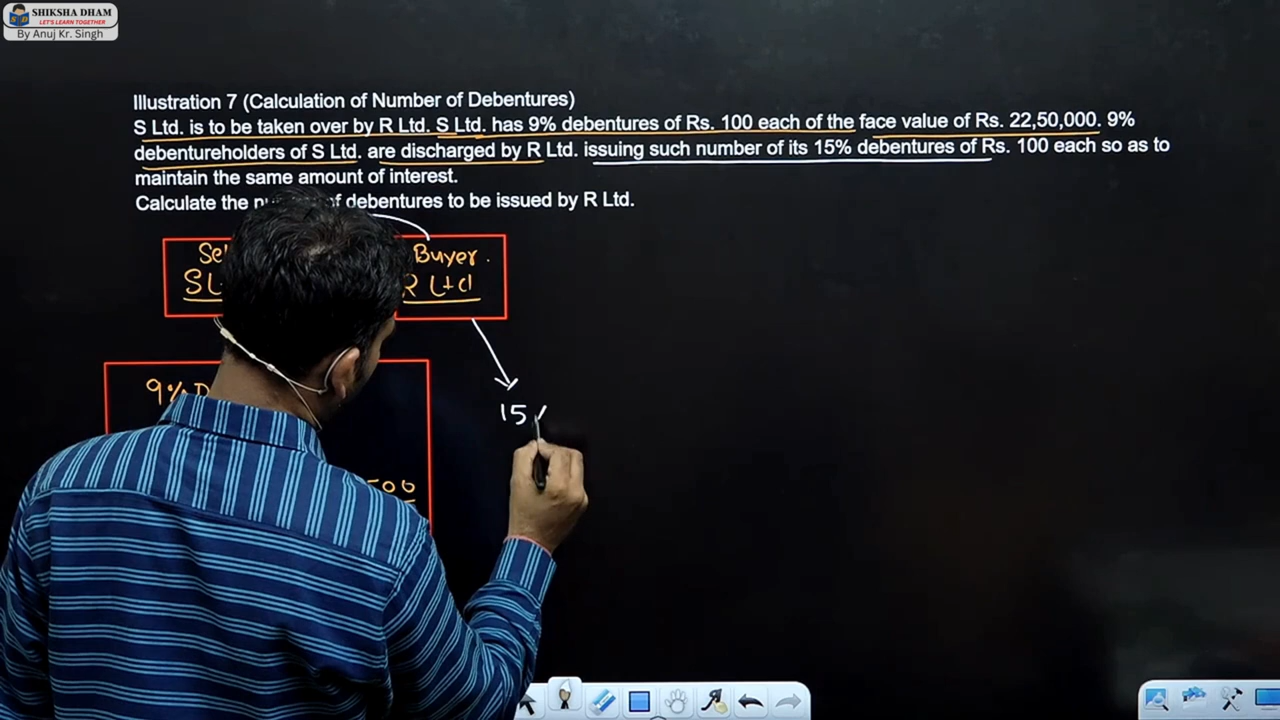 SHIKSHA DHAM
LET'S LEARN TOGETHER
By Anuj Kr. Singh
Illustration 7 (Calculation of Number of Debentures)
S Ltd. is to be taken over by R Ltd. S Ltd. has 9% debentures of Rs. 100 each of the face value of Rs. 22,50,000. 9%
debentureholders of S Ltd. are discharged by R Ltd. issuing such number of its 15% debentures of Rs. 100 each so as to
maintain the same amount of interest.
Calculate the of debentures to be issued by R Ltd.
Buyer.
R Ltd
9%
15
500